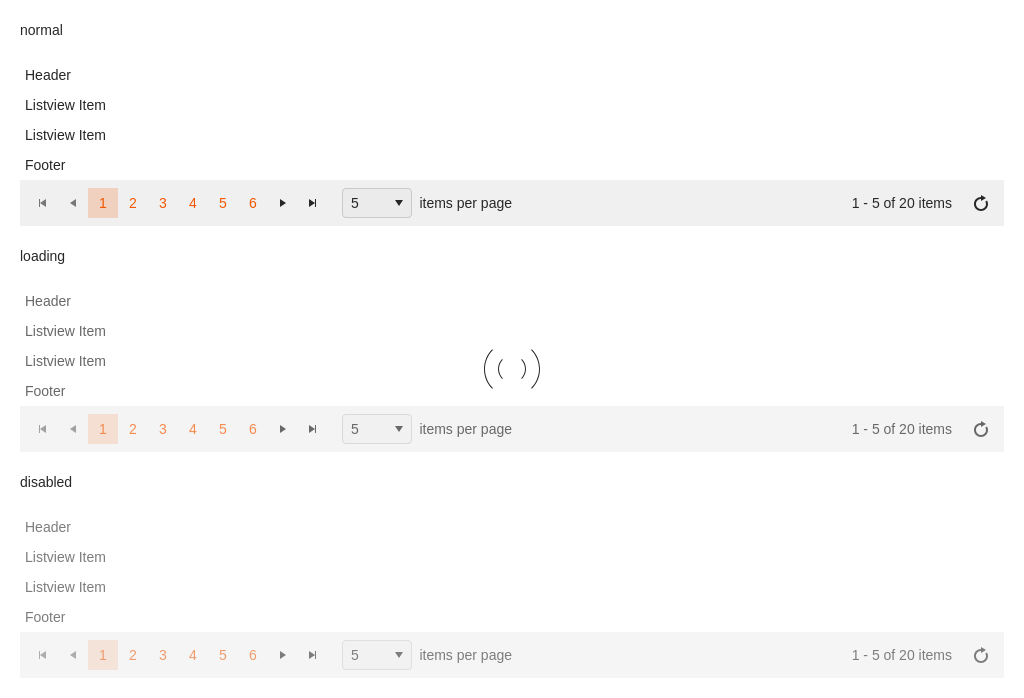 normal
Header
Listview Item
Listview Item
Footer
1 2 3 4 5 6 5 items per page 1 - 5 of 20 items
loading
Header
Listview Item
Listview Item
Footer
1 2 3 4 5 6 5 items per page 1 - 5 of 20 items
disabled
Header
Listview Item
Listview Item
Footer
1 2 3 4 5 6 5 items per page 1 - 5 of 20 items